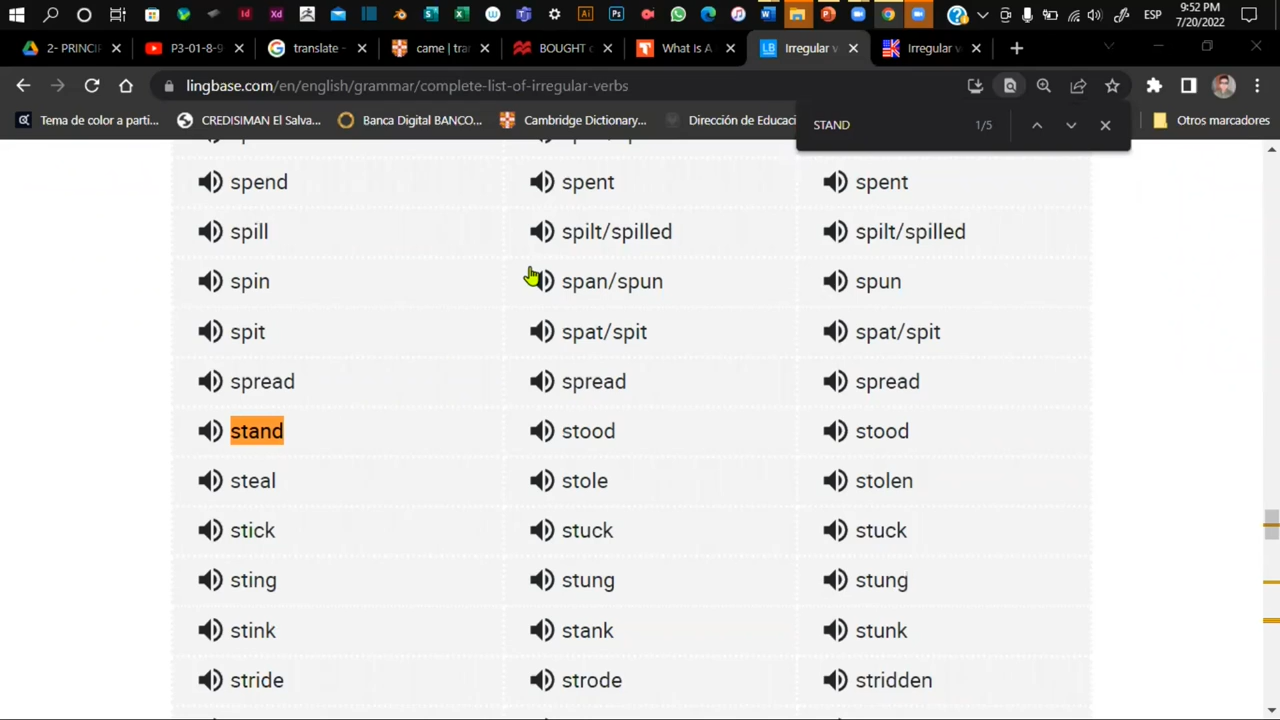 9:52 PM
ESP
7/20/2022
2- PRINCIF
P3-01-8-9
translate -
came | tra
BOUGHT c
What is A
Irregular v
Irregular v
lingbase.com/en/english/grammar/complete-list-of-irregular-verbs
Tema de color a parti...
CREDISIMAN El Salva...
Banca Digital BANCO...
Cambridge Dictionary...
Dirección de Educaci
Otros marcadores
STAND
1/5
spend spent spent
spill spilt/spilled spilt/spilled
spin span/spun spun
spit spat/spit spat/spit
spread spread spread
stand stood stood
steal stole stolen
stick stuck stuck
sting stung stung
stink stank stunk
stride strode stridden